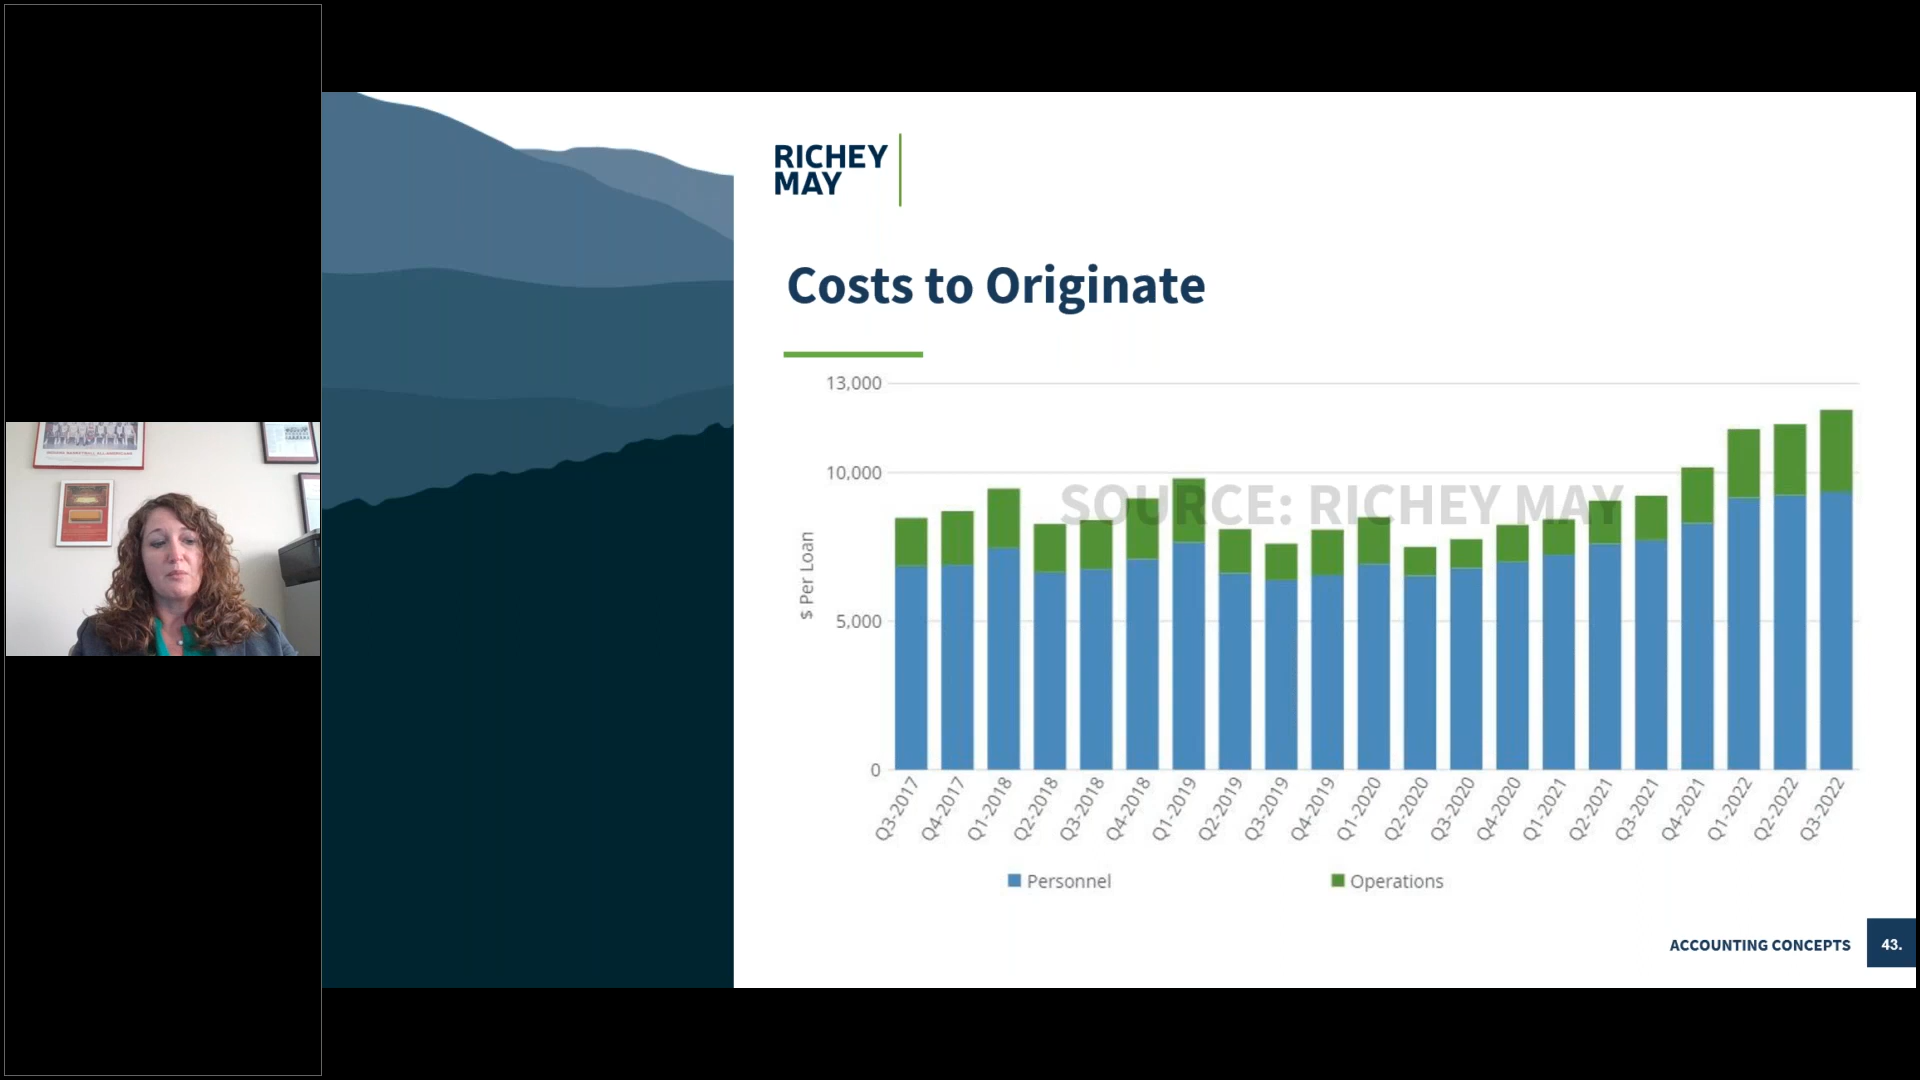 RICHEY
MAY
Costs to Originate
SOURCE: RICHEY MAY
$ Per Loan
13,000
10,000
5,000
0
Q3-2017
Q4-2017
Q1-2018
Q2-2018
Q3-2018
Q4-2018
Q1-2019
Q2-2019
Q3-2019
Q4-2019
Q1-2020
Q2-2020
Q3-2020
Q4-2020
Q1-2021
Q2-2021
Q3-2021
Q4-2021
Q1-2022
Q2-2022
Q3-2022
Personnel
Operations
ACCOUNTING CONCEPTS
43.